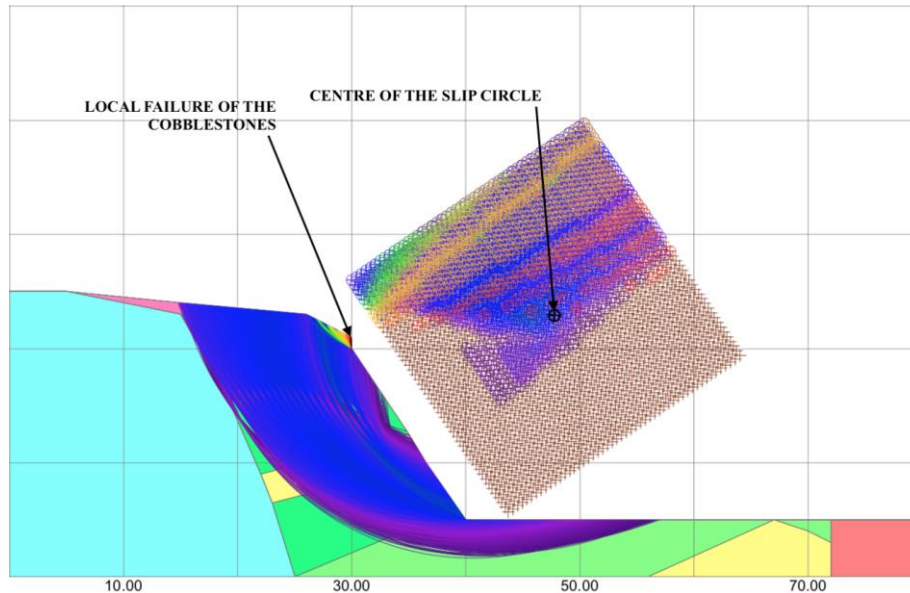 CENTRE OF THE SLIP CIRCLE
LOCAL FAILURE OF THE
COBBLESTONES
10.00 30.00 50.00 70.00